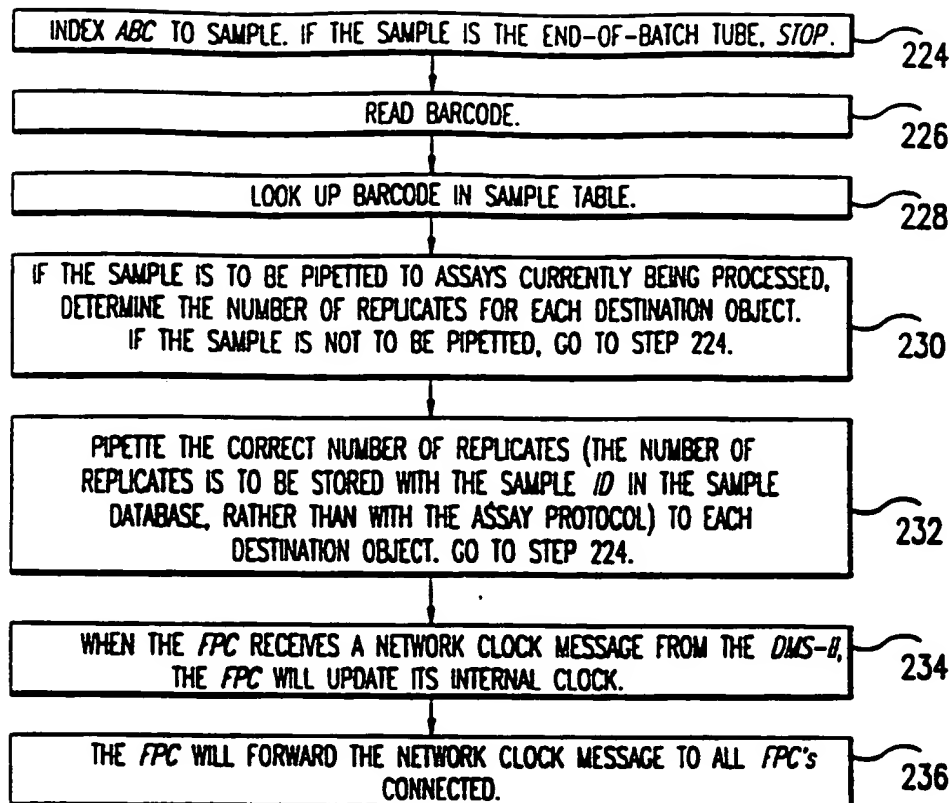 INDEX ABC TO SAMPLE. IF THE SAMPLE IS THE END-OF-BATCH TUBE, STOP.
224
READ BARCODE.
226
LOOK UP BARCODE IN SAMPLE TABLE.
228
IF THE SAMPLE IS TO BE PIPETTED TO ASSAYS CURRENTLY BEING PROCESSED,
DETERMINE THE NUMBER OF REPLICATES FOR EACH DESTINATION OBJECT.
IF THE SAMPLE IS NOT TO BE PIPETTED, GO TO STEP 224.
230
PIPETTE THE CORRECT NUMBER OF REPLICATES (THE NUMBER OF
REPLICATES IS TO BE STORED WITH THE SAMPLE ID IN THE SAMPLE
DATABASE, RATHER THAN WITH THE ASSAY PROTOCOL) TO EACH
DESTINATION OBJECT. GO TO STEP 224.
232
WHEN THE FPC RECEIVES A NETWORK CLOCK MESSAGE FROM THE DMS-B,
THE FPC WILL UPDATE ITS INTERNAL CLOCK.
234
THE FPC WILL FORWARD THE NETWORK CLOCK MESSAGE TO ALL FPC's
CONNECTED.
236